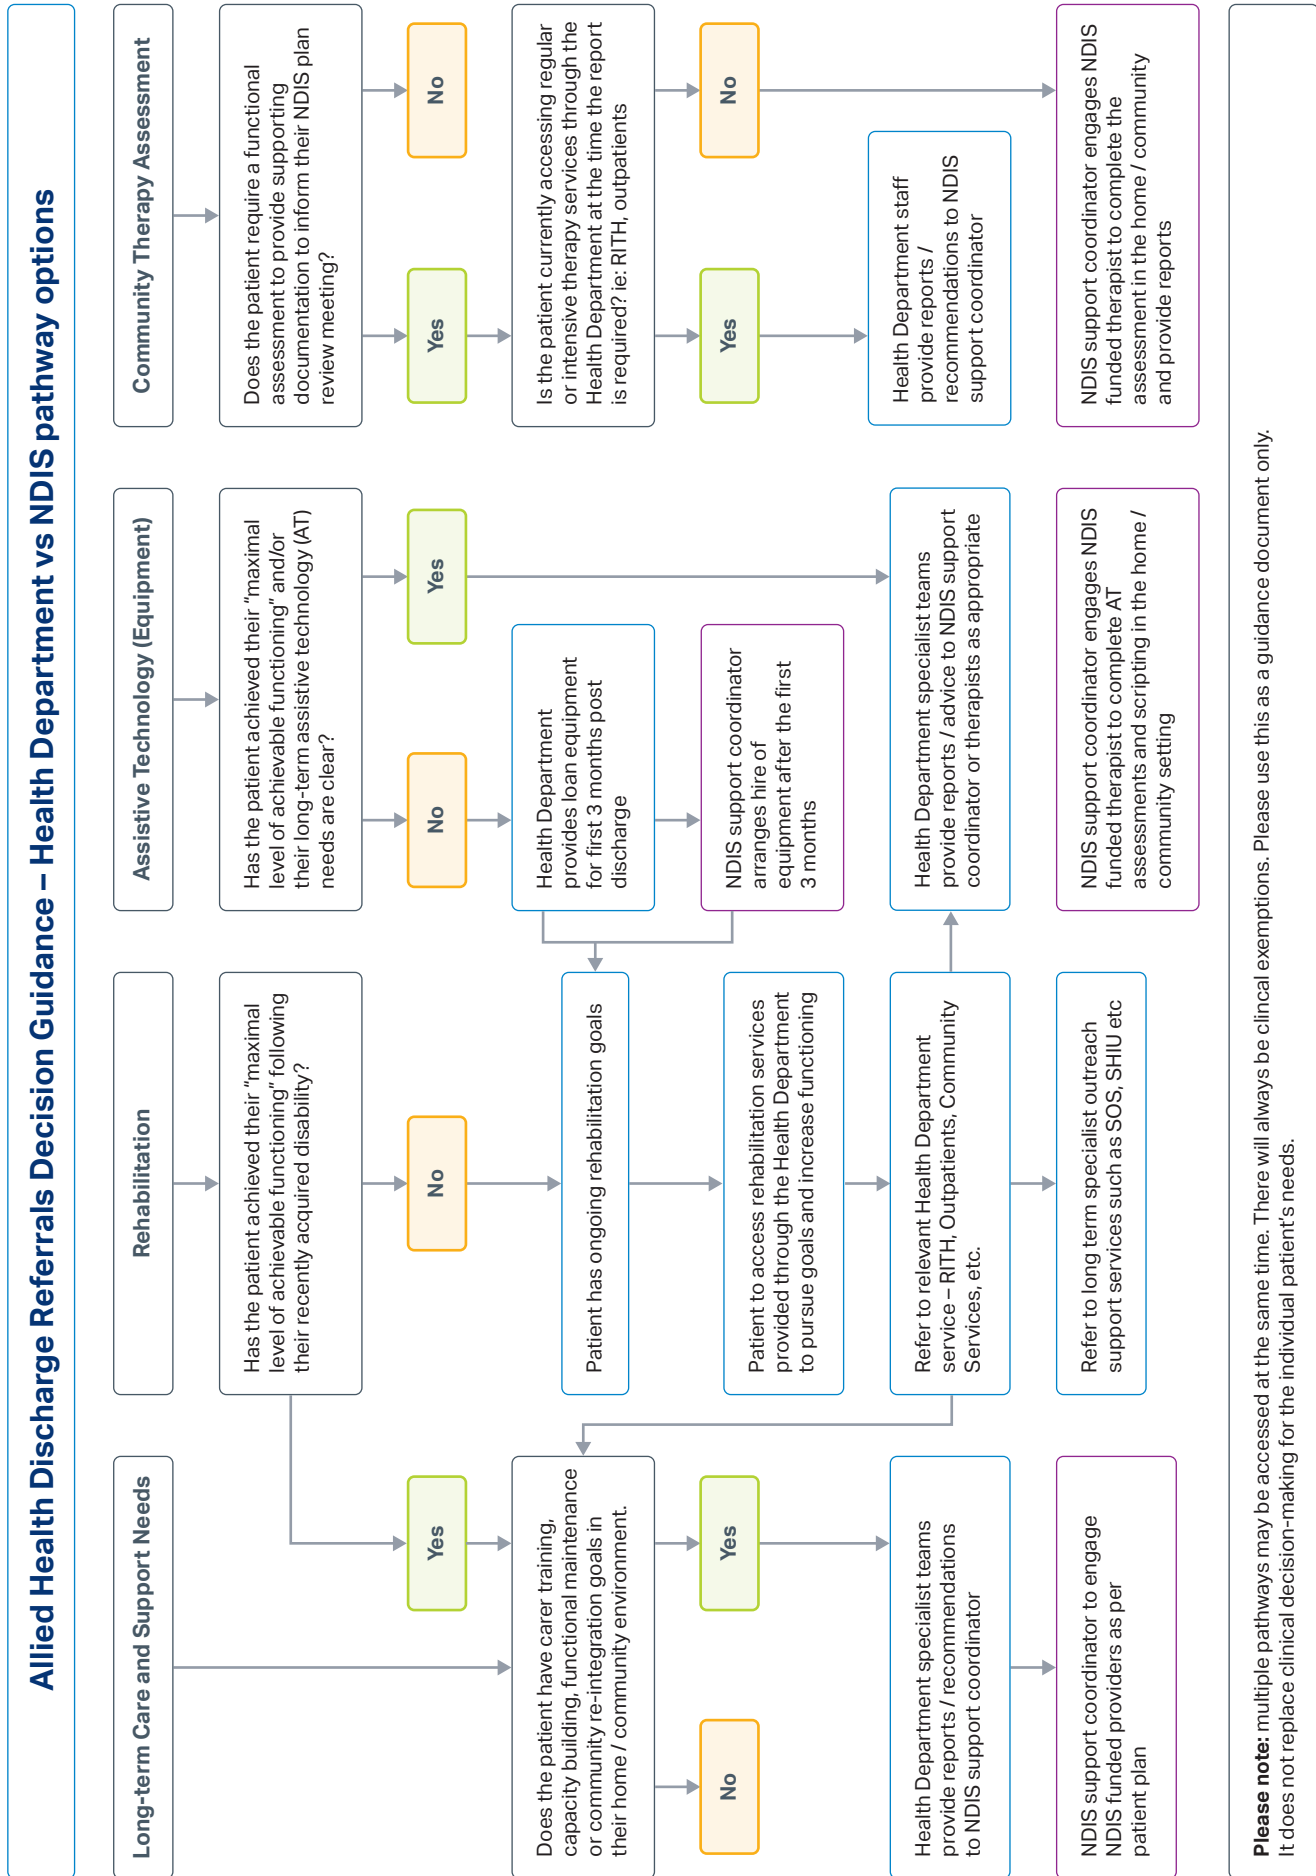 Allied Health Discharge Referrals Decision Guidance – Health Department vs NDIS pathway options
Long-term Care and Support Needs
Does the patient have carer training,
capacity building, functional maintenance
or community re-integration goals in
their home / community environment.
No
Yes
Yes
Health Department specialist teams
provide reports / recommendations
to NDIS support coordinator
NDIS support coordinator to engage
NDIS funded providers as per
patient plan
Rehabilitation
Has the patient achieved their “maximal
level of achievable functioning” following
their recently acquired disability?
No
Patient has ongoing rehabilitation goals
Patient to access rehabilitation services
provided through the Health Department
to pursue goals and increase functioning
Refer to relevant Health Department
service – RITH, Outpatients, Community
Services, etc.
Refer to long term specialist outreach
support services such as SOS, SHIU etc
Assistive Technology (Equipment)
Has the patient achieved their “maximal
level of achievable functioning” and/or
their long-term assistive technology (AT)
needs are clear?
No
Yes
Health Department
provides loan equipment
for first 3 months post
discharge
NDIS support coordinator
arranges hire of
equipment after the first
3 months
Health Department specialist teams
provide reports / advice to NDIS support
coordinator or therapists as appropriate
NDIS support coordinator engages NDIS
funded therapist to complete AT
assessments and scripting in the home /
community setting
Community Therapy Assessment
Does the patient require a functional
assessment to provide supporting
documentation to inform their NDIS plan
review meeting?
Yes
No
Is the patient currently accessing regular
or intensive therapy services through the
Health Department at the time the report
is required? ie: RITH, outpatients
Yes
No
Health Department staff
provide reports /
recommendations to NDIS
support coordinator
NDIS support coordinator engages NDIS
funded therapist to complete the
assessment in the home / community
and provide reports
Please note: multiple pathways may be accessed at the same time. There will always be clincal exemptions. Please use this as a guidance document only.
It does not replace clinical decision-making for the individual patient’s needs.